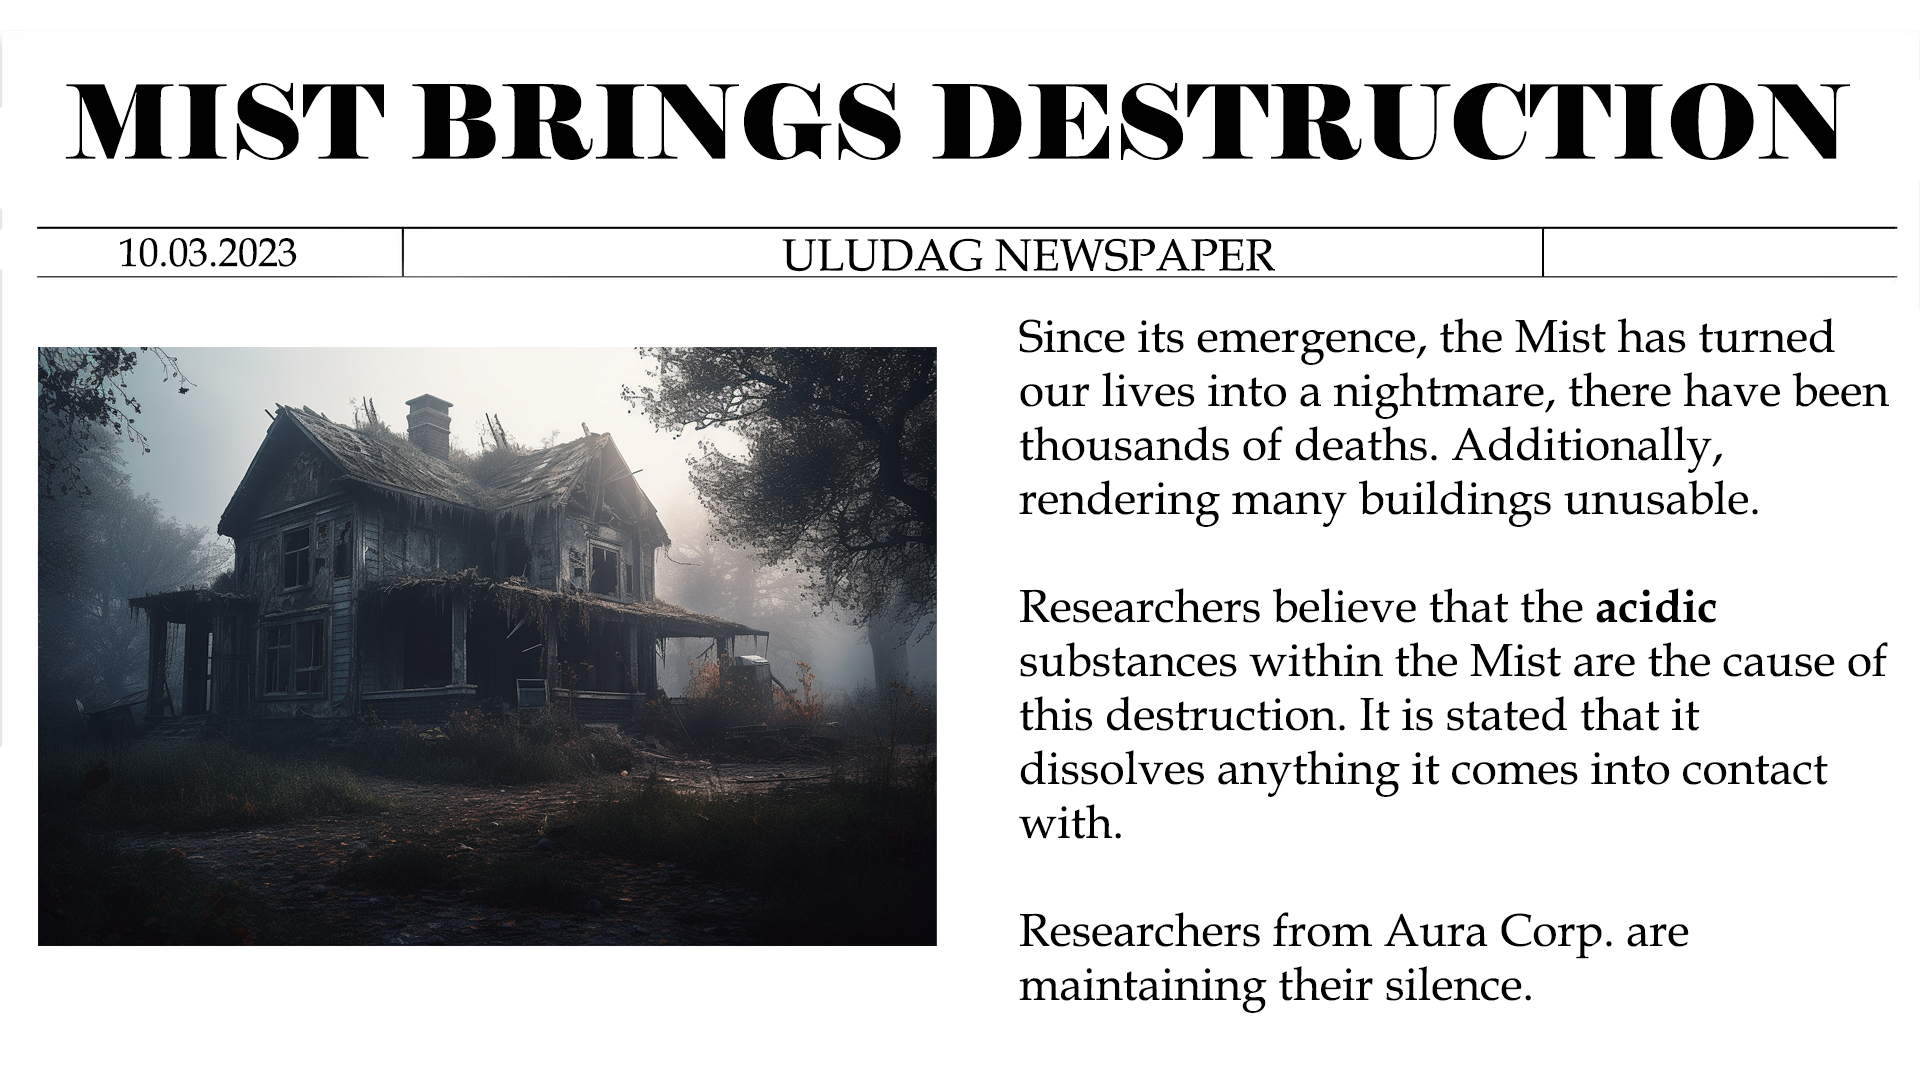 MIST BRINGS DESTRUCTION
10.03.2023
ULUDAG NEWSPAPER
Since its emergence, the Mist has turned
our lives into a nightmare, there have been
thousands of deaths. Additionally,
rendering many buildings unusable.
Researchers believe that the acidic
substances within the Mist are the cause of
this destruction. It is stated that it
dissolves anything it comes into contact
with.
Researchers from Aura Corp. are
maintaining their silence.